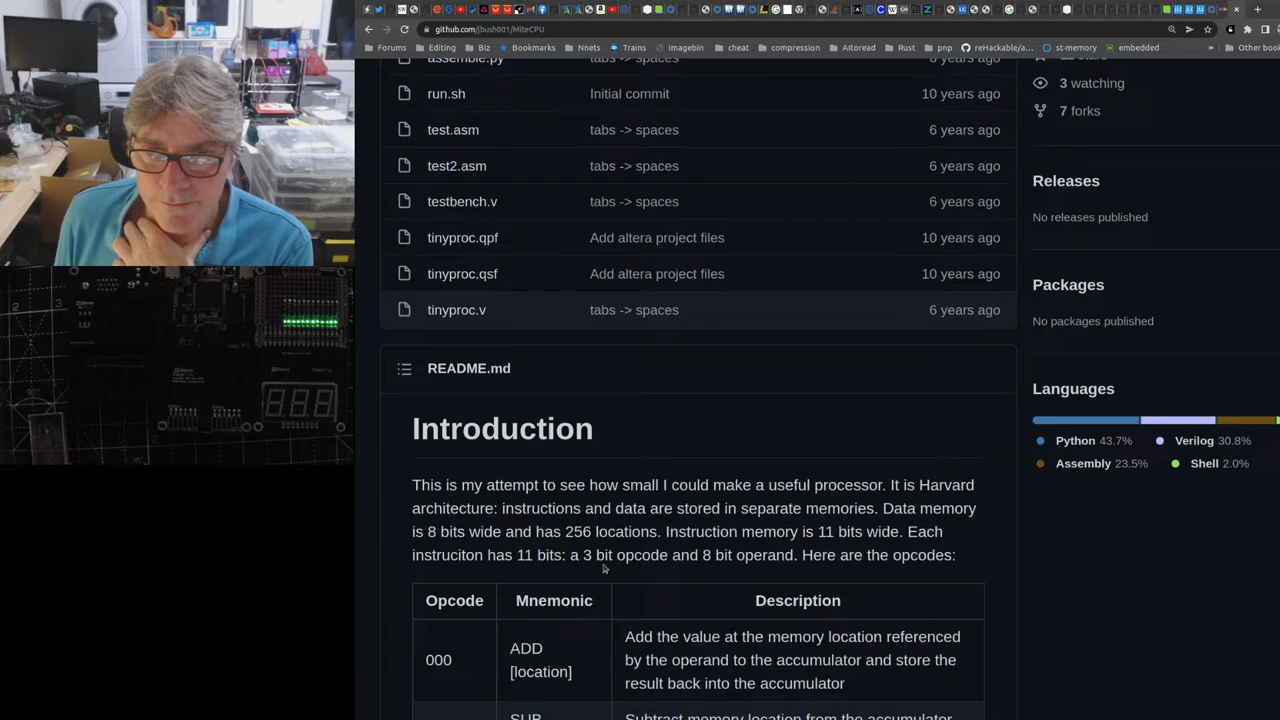 github.com/jbush001/MiteCPU
Forums
Editing
Biz
Bookmarks
Nnets
Trains
Imagebin
cheat
compression
AItoread
Rust
pnp
reteckable/a...
st-memory
embedded
»
Other boo
assemble.py tabs -> spaces 6 years ago
run.sh Initial commit 10 years ago
test.asm tabs -> spaces 6 years ago
test2.asm tabs -> spaces 6 years ago
testbench.v tabs -> spaces 6 years ago
tinyproc.qpf Add altera project files 10 years ago
tinyproc.qsf Add altera project files 10 years ago
tinyproc.v tabs -> spaces 6 years ago
README.md
Introduction
This is my attempt to see how small I could make a useful processor. It is Harvard
architecture: instructions and data are stored in separate memories. Data memory
is 8 bits wide and has 256 locations. Instruction memory is 11 bits wide. Each
instruciton has 11 bits: a 3 bit opcode and 8 bit operand. Here are the opcodes:
Opcode Mnemonic Description
000
ADD
[location]
Add the value at the memory location referenced
by the operand to the accumulator and store the
result back into the accumulator
SUB Subtract memory location from the accumulator
3 watching
7 forks
Releases
No releases published
Packages
No packages published
Languages
Python 43.7% Verilog 30.8%
Assembly 23.5% Shell 2.0%